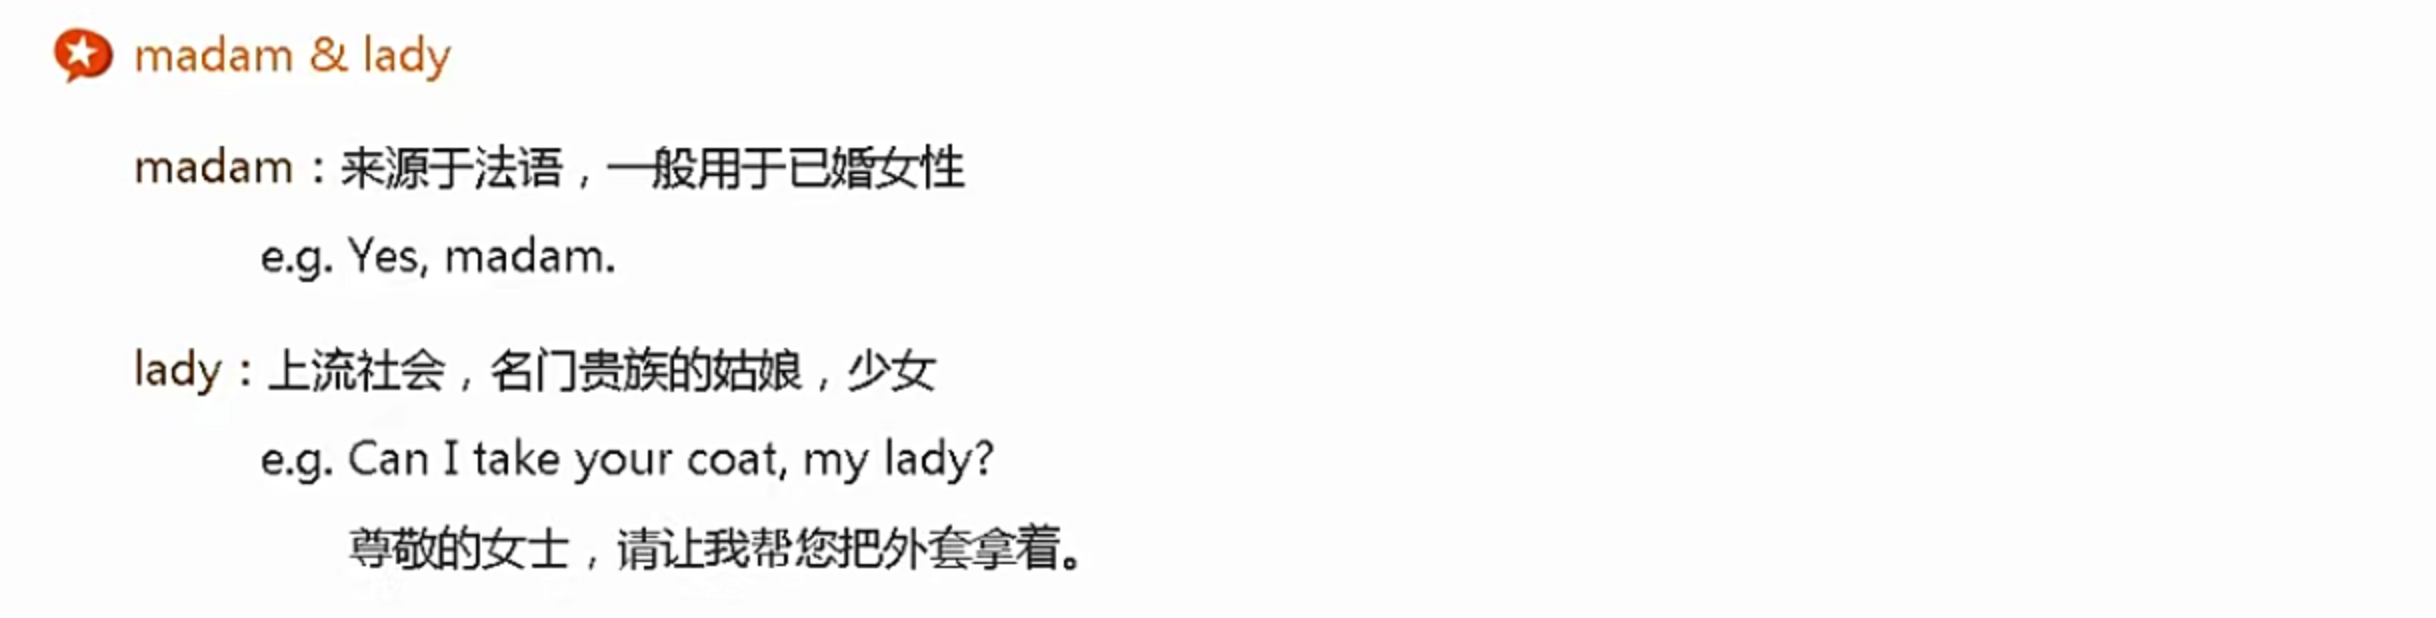 madam & lady
madam：来源于法语，一般用于已婚女性
e.g. Yes, madam.
lady：上流社会，名门贵族的姑娘，少女
e.g. Can I take your coat, my lady?
尊敬的女士，请让我帮您把外套拿着。